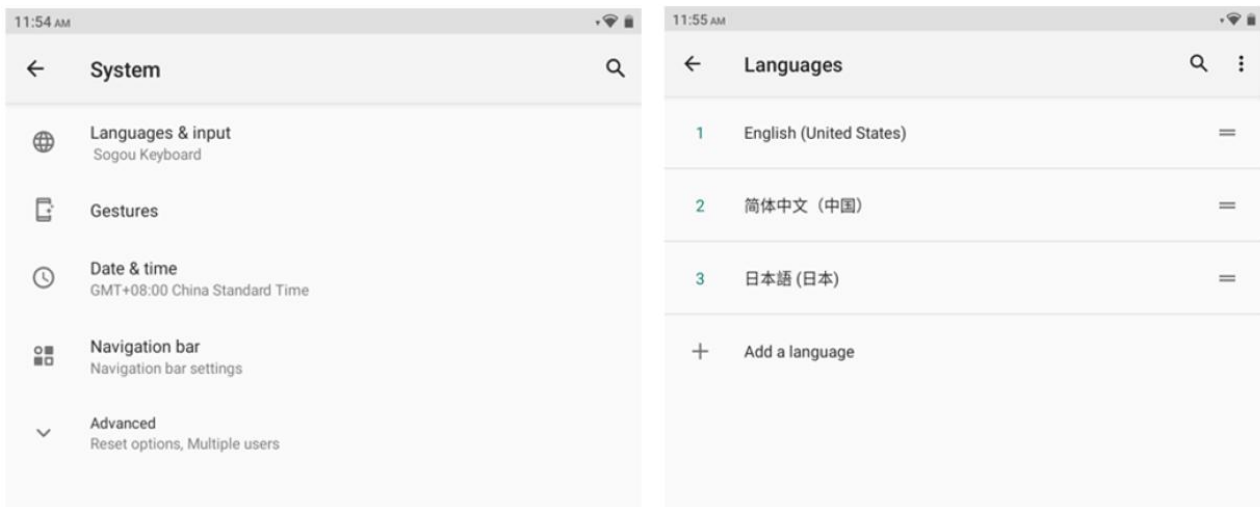 11:54 AM
System
Languages & input
Sogou Keyboard
Gestures
Date & time
GMT+08:00 China Standard Time
Navigation bar
Navigation bar settings
Advanced
Reset options, Multiple users
11:55 AM
Languages
1 English (United States)
2 简体中文（中国）
3 日本語 (日本)
Add a language